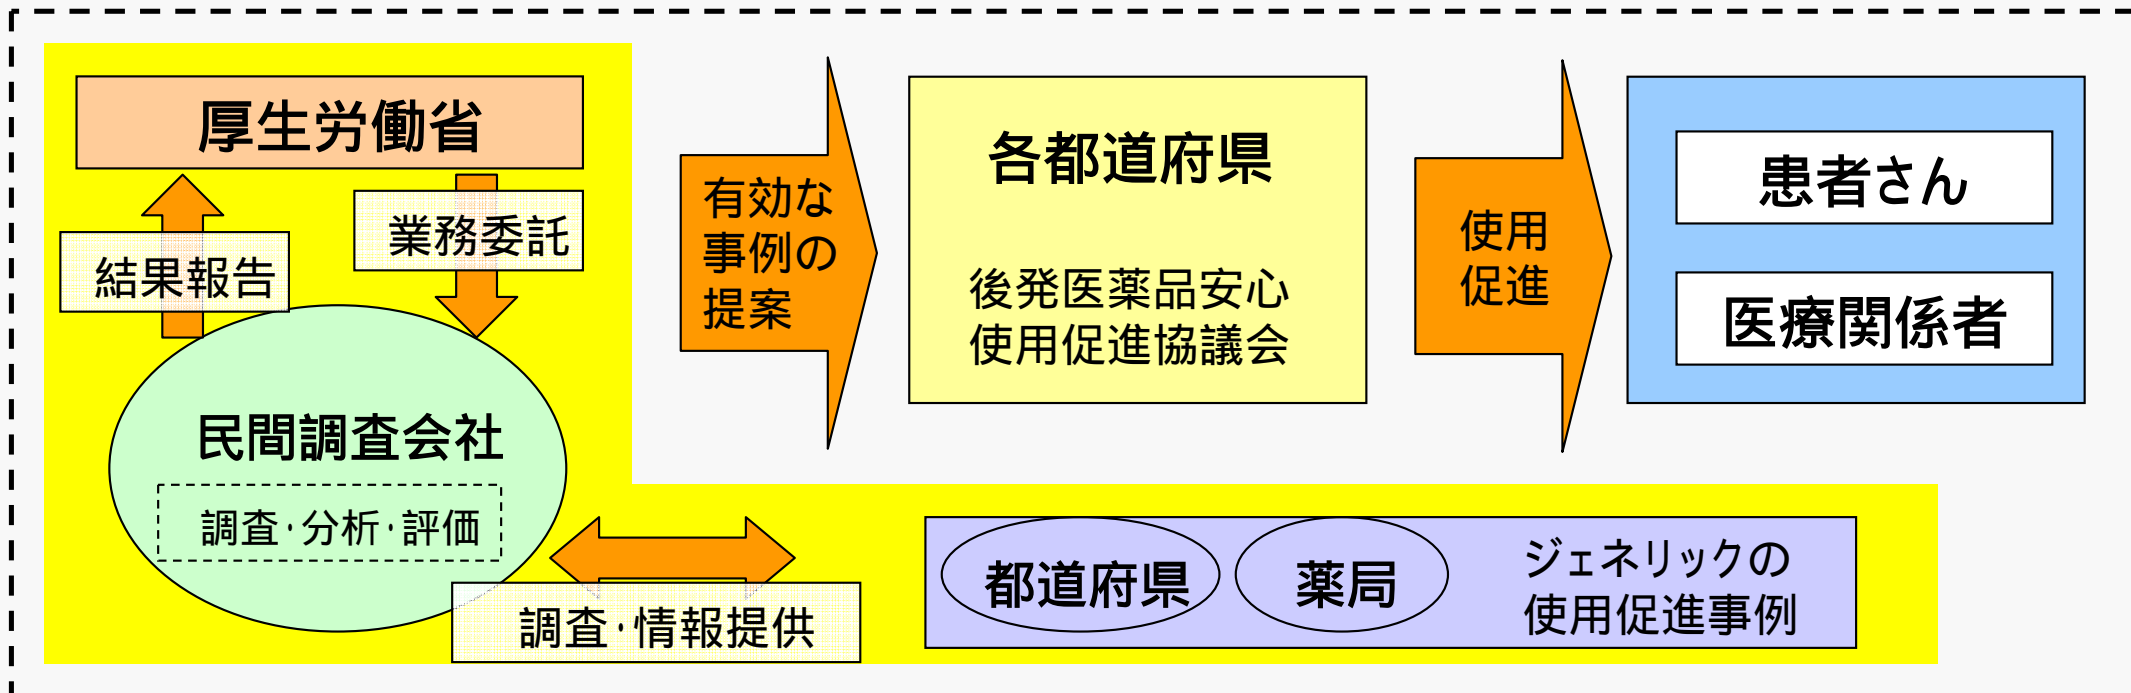 厚生労働省
業務委託
結果報告
民間調査会社
調査・分析・評価
調査・情報提供
有効な
事例の
提案
各都道府県
後発医薬品安心
使用促進協議会
使用
促進
患者さん
医療関係者
都道府県
薬局
ジェネリックの
使用促進事例